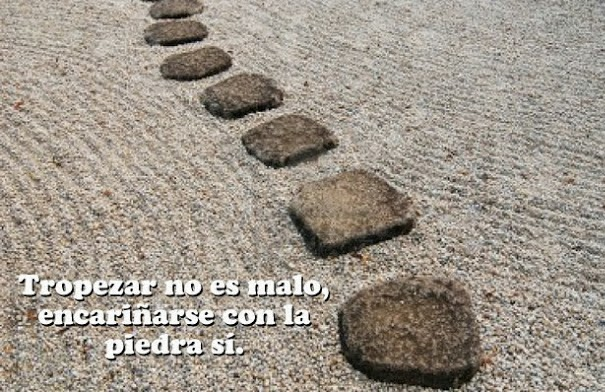 Tropezar no es malo,
encariñarse con la
piedra sí.